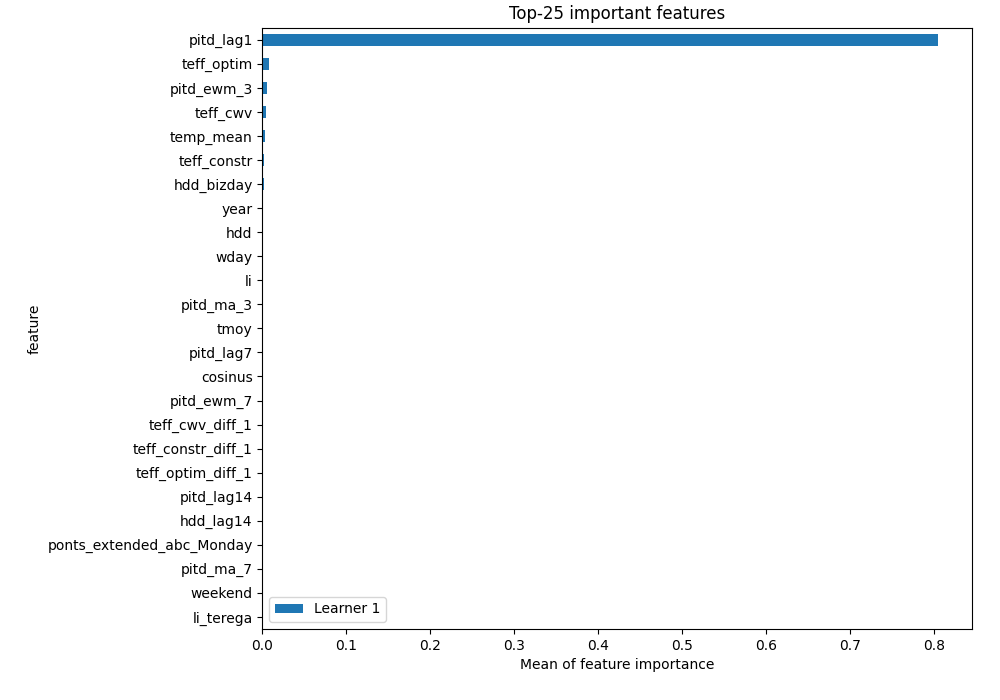 Top-25 important features
pitd_lag1
teff_optim
pitd_ewm_3
teff_cwv
temp_mean
teff_constr
hdd_bizday
year
hdd
wday
li
pitd_ma_3
tmoy
pitd_lag7
cosinus
pitd_ewm_7
teff_cwv_diff_1
teff_constr_diff_1
teff_optim_diff_1
pitd_lag14
hdd_lag14
ponts_extended_abc_Monday
pitd_ma_7
weekend
li_terega
feature
Learner 1
0.0 0.1 0.2 0.3 0.4 0.5 0.6 0.7 0.8
Mean of feature importance